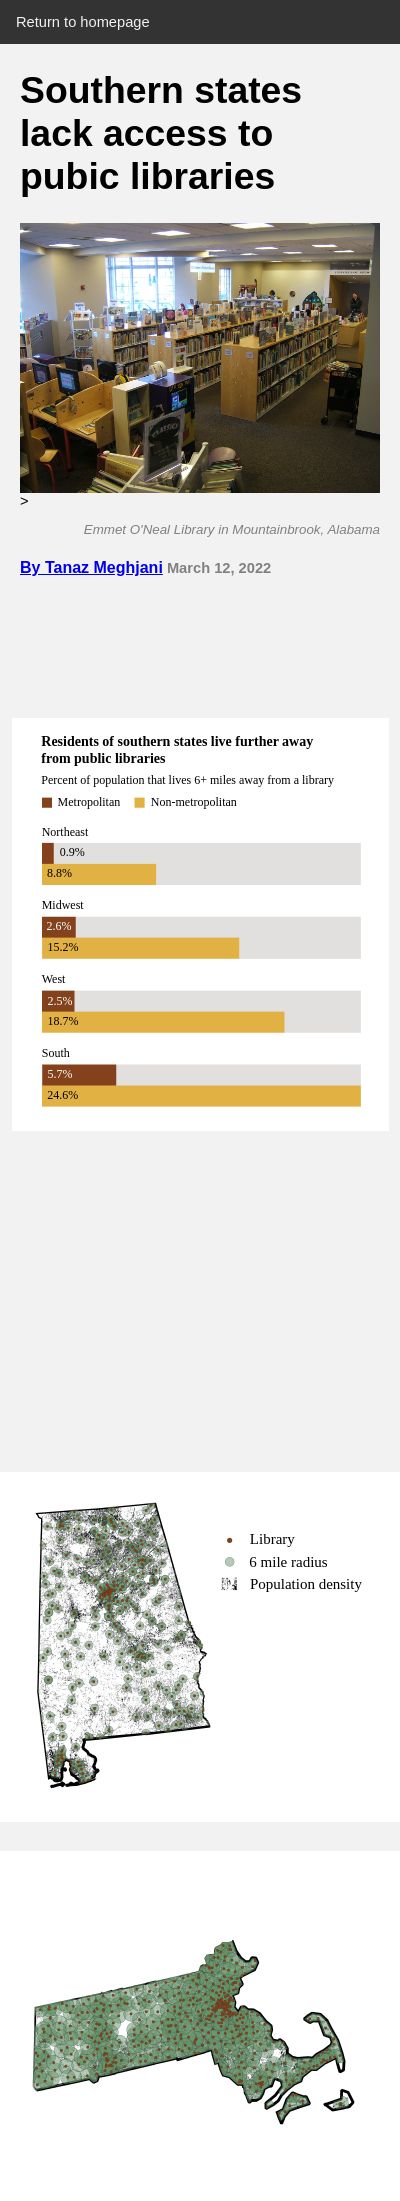 Return to homepage
Southern states
lack access to
pubic libraries
>
Emmet O'Neal Library in Mountainbrook, Alabama
By Tanaz Meghjani March 12, 2022
Residents of southern states live further away
from public libraries
Percent of population that lives 6+ miles away from a library
Metropolitan Non-metropolitan
Northeast
0.9%
8.8%
Midwest
2.6%
15.2%
West
2.5%
18.7%
South
5.7%
24.6%
Library
6 mile radius
Population density